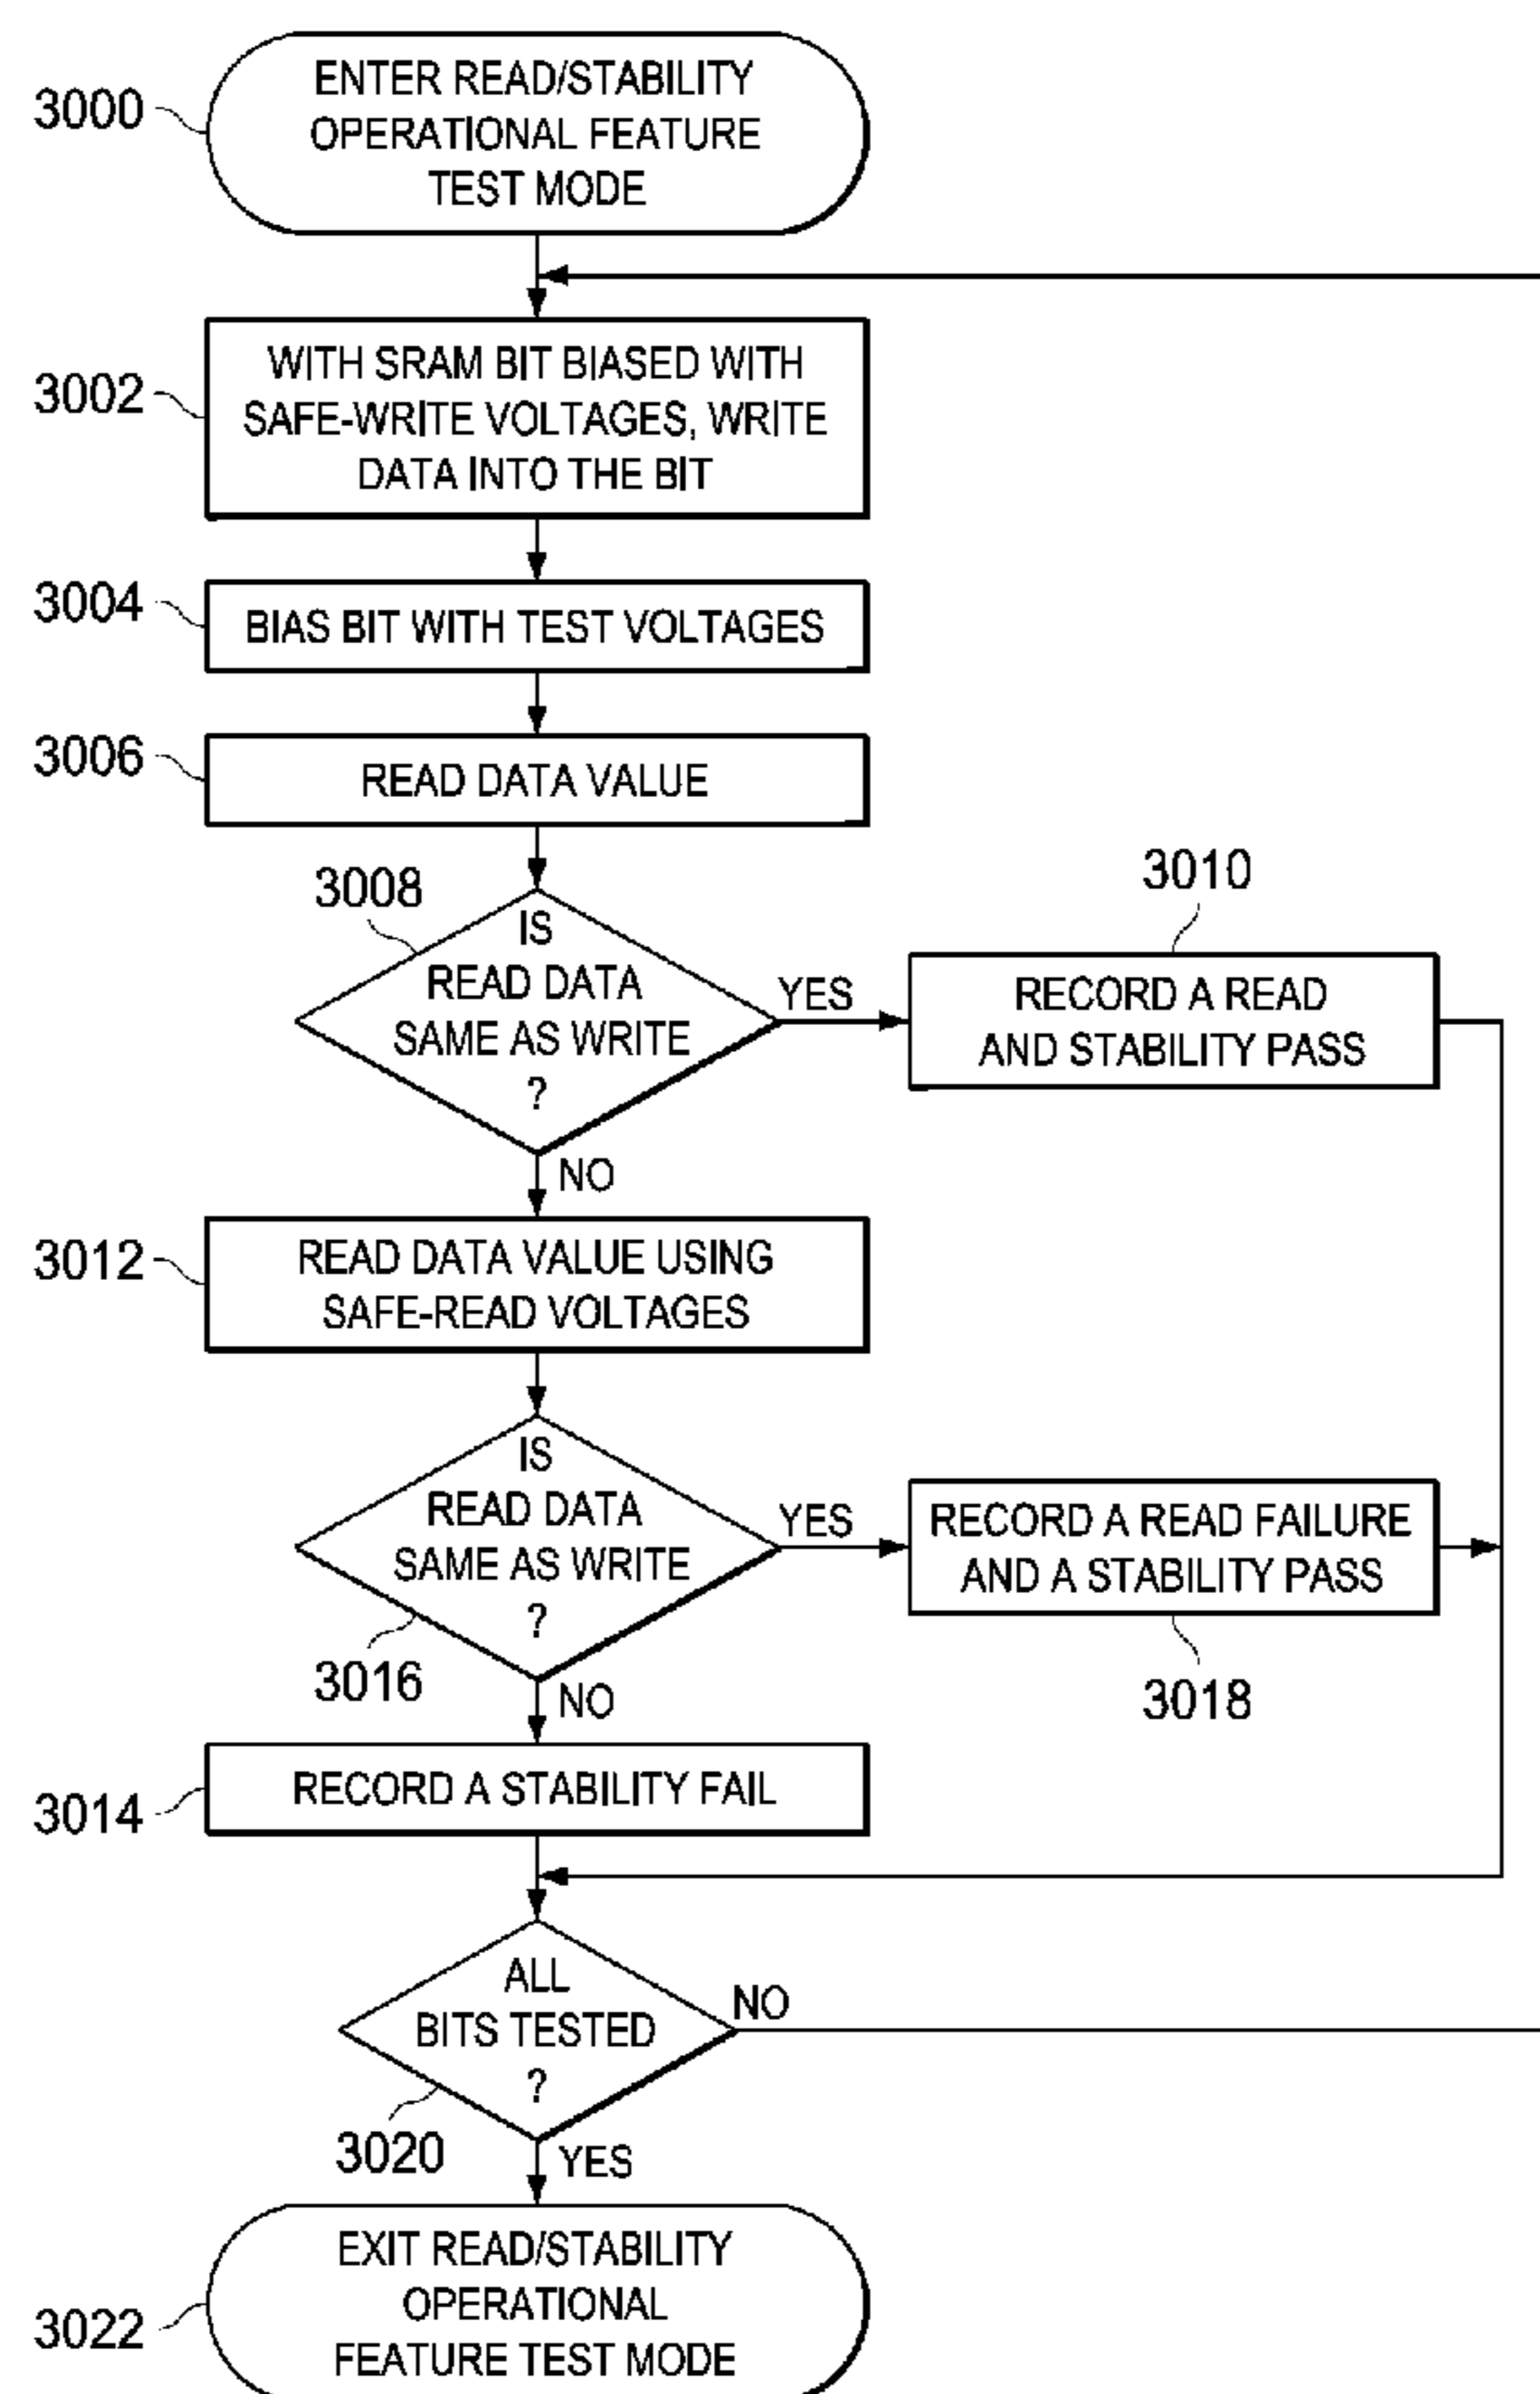 3000
ENTER READ/STABILITY
OPERATIONAL FEATURE
TEST MODE
3002
WITH SRAM BIT BIASED WITH
SAFE-WRITE VOLTAGES, WRITE
DATA INTO THE BIT
3004
BIAS BIT WITH TEST VOLTAGES
3006
READ DATA VALUE
3008
IS
READ DATA
SAME AS WRITE
?
YES
NO
3010
RECORD A READ
AND STABILITY PASS
3012
READ DATA VALUE USING
SAFE-READ VOLTAGES
IS
READ DATA
SAME AS WRITE
?
3016
YES
NO
RECORD A READ FAILURE
AND A STABILITY PASS
3018
3014
RECORD A STABILITY FAIL
ALL
BITS TESTED
?
NO
3020
YES
3022
EXIT READ/STABILITY
OPERATIONAL
FEATURE TEST MODE